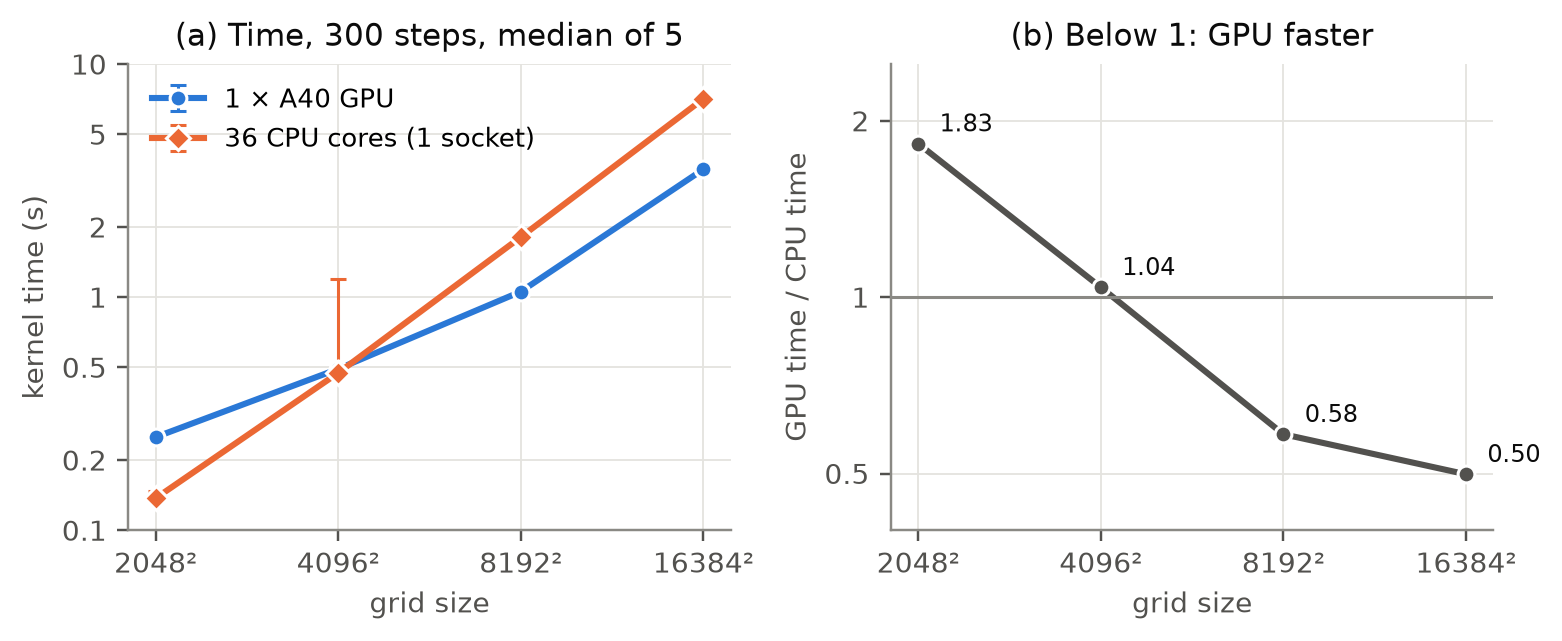 (a) Time, 300 steps, median of 5
kernel time (s)
10
5
2
1
0.5
0.2
0.1
1 × A40 GPU
36 CPU cores (1 socket)
2048² 4096² 8192² 16384²
grid size
(b) Below 1: GPU faster
GPU time / CPU time
2
1
0.5
1.83
1.04
0.58
0.50
2048² 4096² 8192² 16384²
grid size